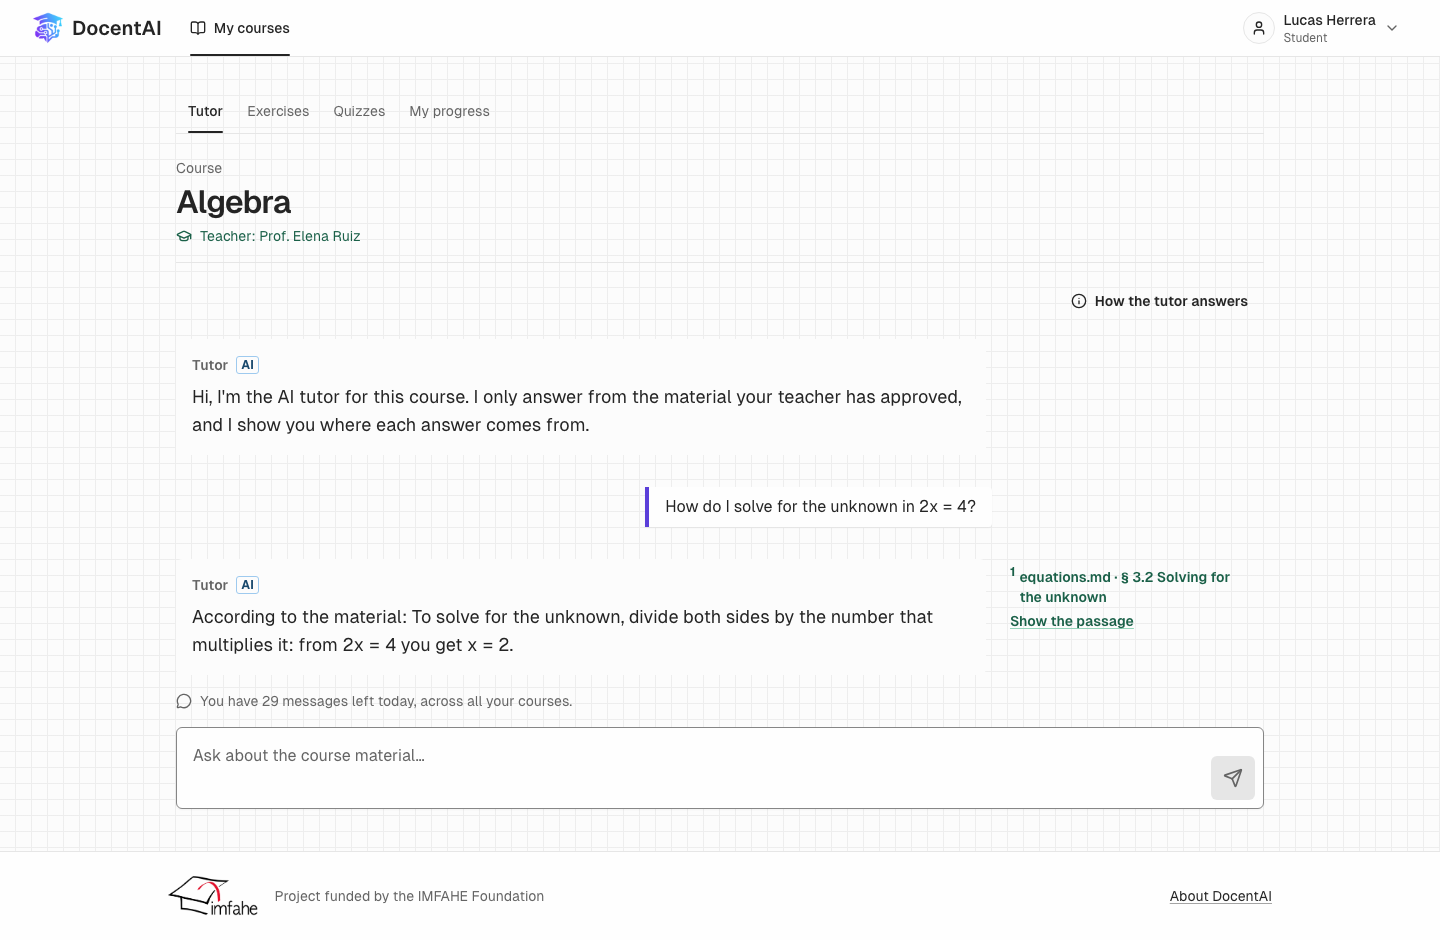 DocentAI
My courses
Lucas Herrera
Student
Tutor
Exercises
Quizzes
My progress
Course
Algebra
Teacher: Prof. Elena Ruiz
How the tutor answers
Tutor AI
Hi, I'm the AI tutor for this course. I only answer from the material your teacher has approved,
and I show you where each answer comes from.
How do I solve for the unknown in 2x = 4?
Tutor AI
According to the material: To solve for the unknown, divide both sides by the number that
multiplies it: from 2x = 4 you get x = 2.
1 equations.md · § 3.2 Solving for
the unknown
Show the passage
You have 29 messages left today, across all your courses.
Ask about the course material…
imfahe
Project funded by the IMFAHE Foundation
About DocentAI